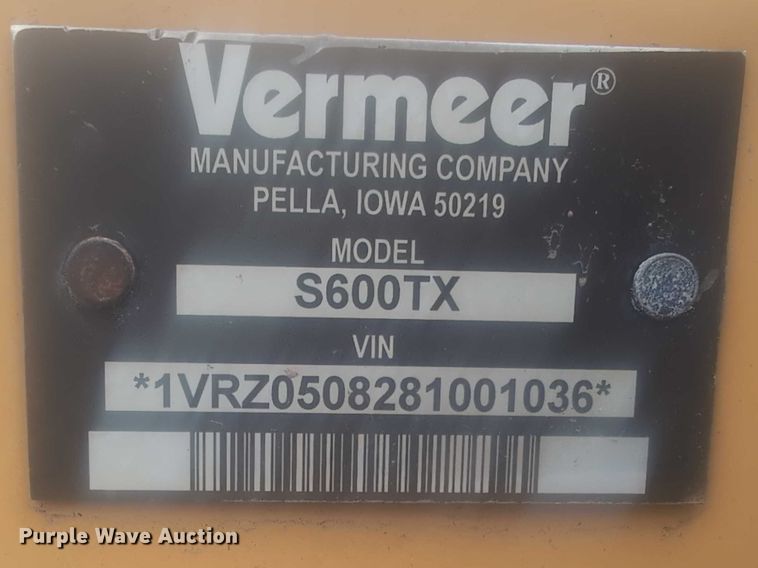 Vermeer®
MANUFACTURING COMPANY
PELLA, IOWA 50219
MODEL
S600TX
VIN
*1VRZ0508281001036*
Purple Wave Auction